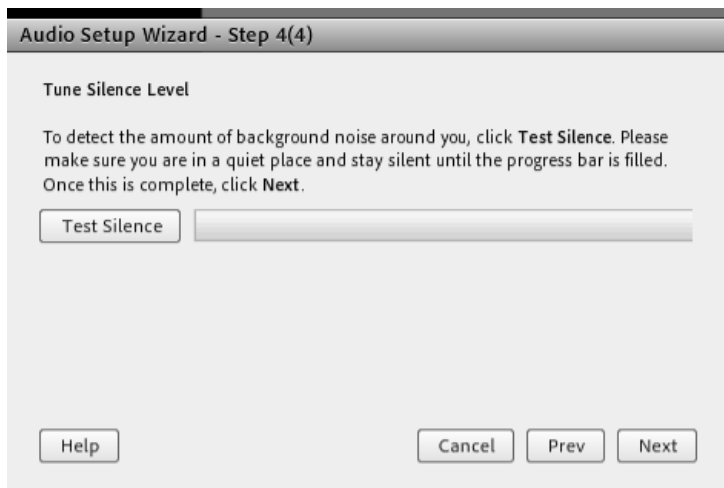 Audio Setup Wizard - Step 4(4)
Tune Silence Level
To detect the amount of background noise around you, click Test Silence. Please
make sure you are in a quiet place and stay silent until the progress bar is filled.
Once this is complete, click Next.
Test Silence
Help Cancel Prev Next